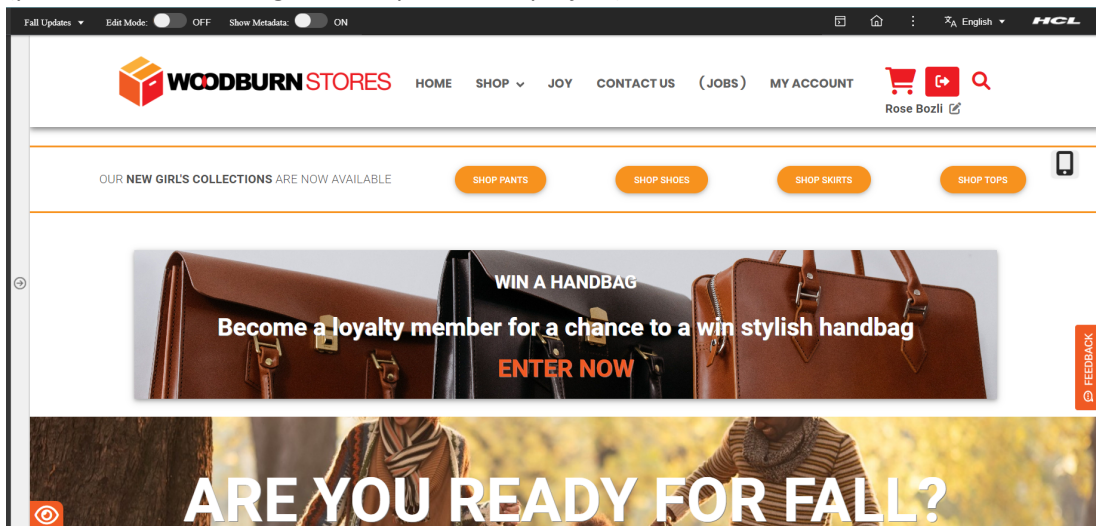 Fall Updates Edit Mode: OFF Show Metadata: ON English HCL
WOODBURN STORES HOME SHOP JOY CONTACT US (JOBS) MY ACCOUNT
Rose Bozli
OUR NEW GIRL'S COLLECTIONS ARE NOW AVAILABLE SHOP PANTS SHOP SHOES SHOP SKIRTS SHOP TOPS
WIN A HANDBAG
Become a loyalty member for a chance to a win stylish handbag
ENTER NOW
FEEDBACK
ARE YOU READY FOR FALL?